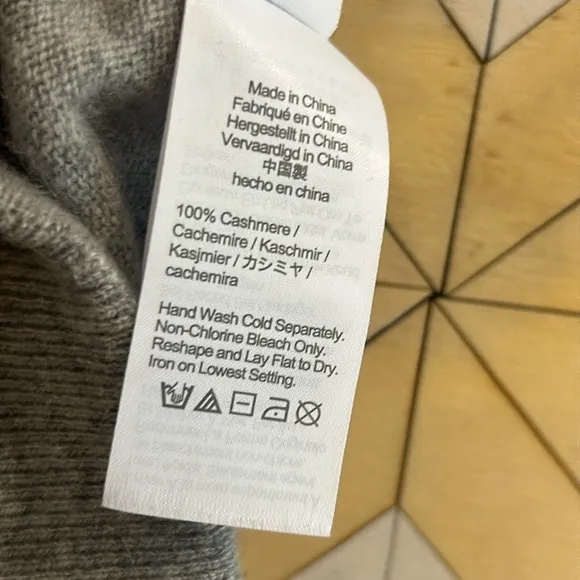 Made in China
Fabriqué en Chine
Hergestellt in China
Vervaardigd in China
中国製
hecho en china
100% Cashmere /
Cachemire / Kaschmir /
Kasjmier / カシミヤ /
cachemira
Hand Wash Cold Separately.
Non-Chlorine Bleach Only.
Reshape and Lay Flat to Dry.
Iron on Lowest Setting.